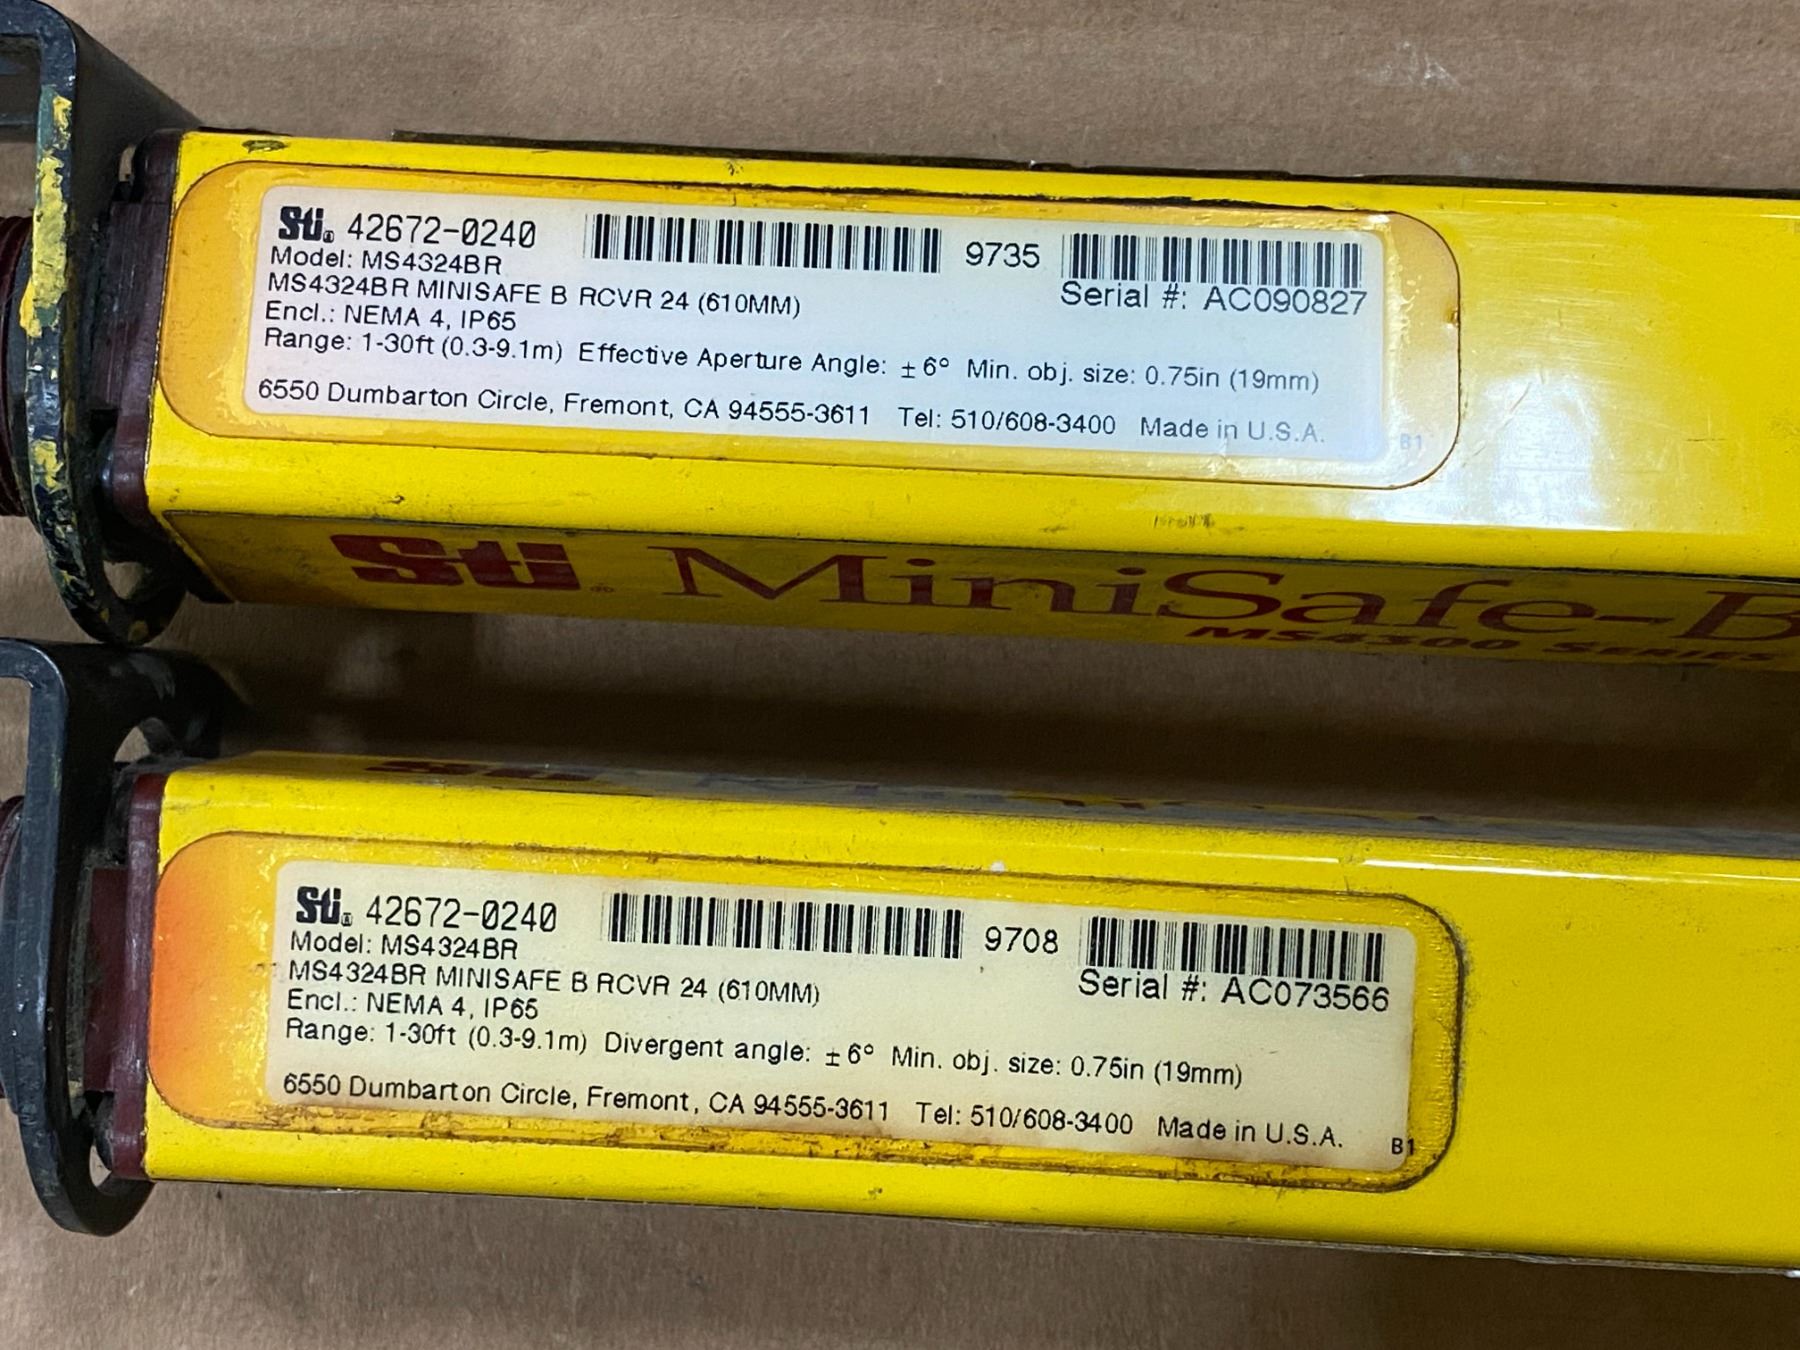 Sti® 42672-0240 9735
Model: MS4324BR
MS4324BR MINISAFE B RCVR 24 (610MM) Serial #: AC090827
Encl.: NEMA 4, IP65
Range: 1-30ft (0.3-9.1m) Effective Aperture Angle: ± 6° Min. obj. size: 0.75in (19mm)
6550 Dumbarton Circle, Fremont, CA 94555-3611 Tel: 510/608-3400 Made in U.S.A. B1
Sti® MiniSafe-B
MS4300 SERIES
Sti® 42672-0240 9708
Model: MS4324BR
MS4324BR MINISAFE B RCVR 24 (610MM) Serial #: AC073566
Encl.: NEMA 4, IP65
Range: 1-30ft (0.3-9.1m) Divergent angle: ± 6° Min. obj. size: 0.75in (19mm)
6550 Dumbarton Circle, Fremont, CA 94555-3611 Tel: 510/608-3400 Made in U.S.A. B1